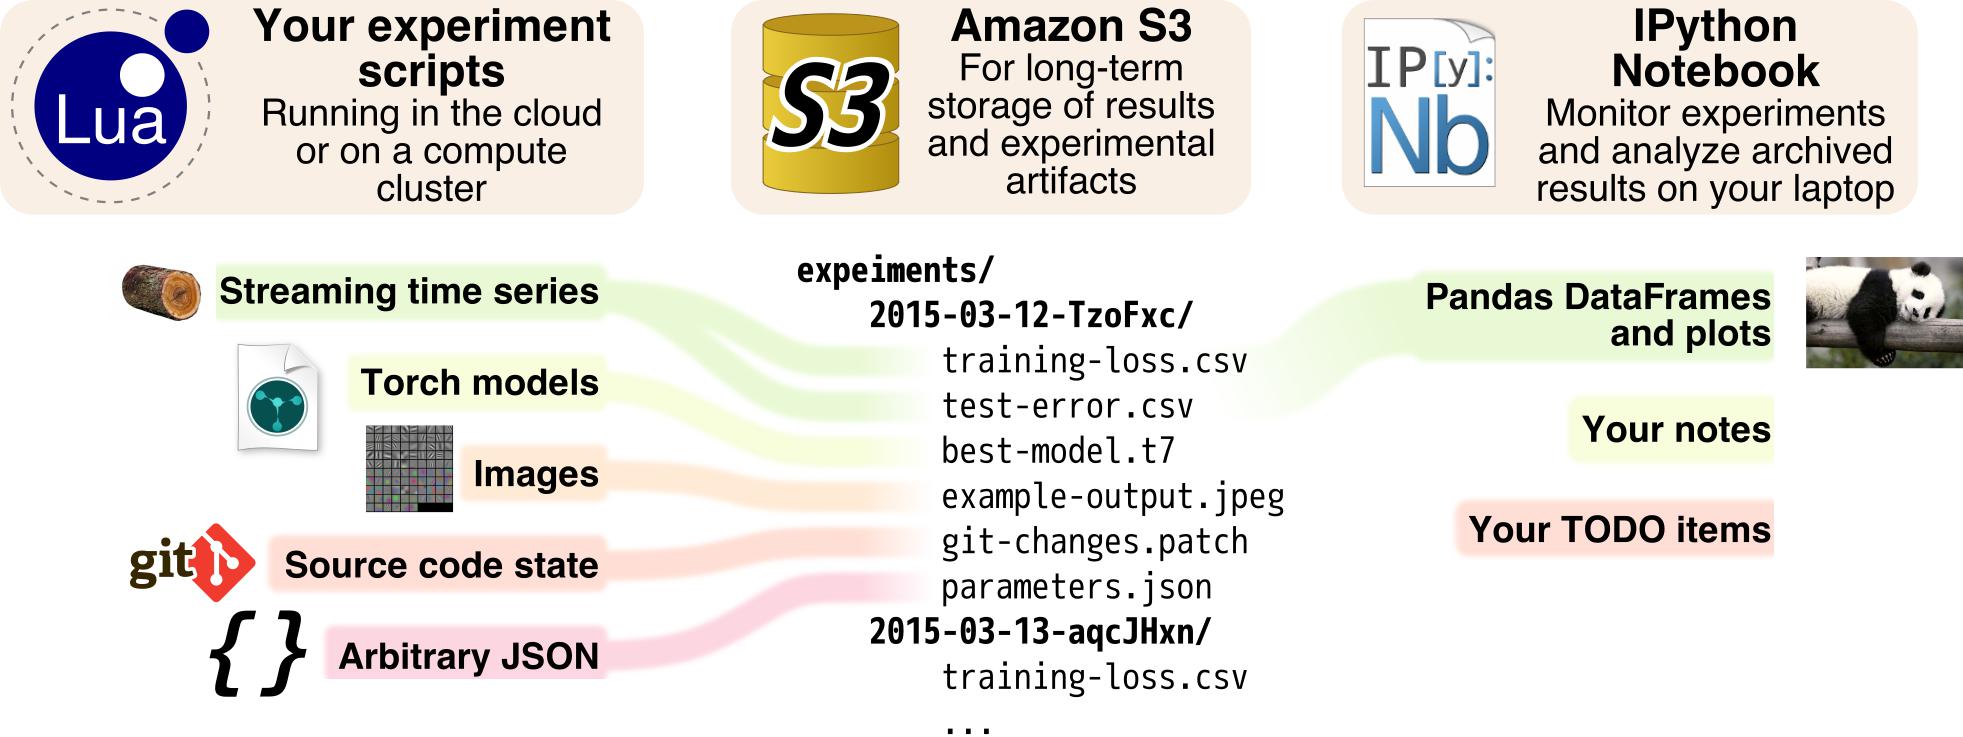 Lua
Your experiment
scripts
Running in the cloud
or on a compute
cluster
S3
Amazon S3
For long-term
storage of results
and experimental
artifacts
IP[y]:
Nb
IPython
Notebook
Monitor experiments
and analyze archived
results on your laptop
Streaming time series
Torch models
Images
git
Source code state
{}
Arbitrary JSON
expeiments/
2015-03-12-TzoFxc/
training-loss.csv
test-error.csv
best-model.t7
example-output.jpeg
git-changes.patch
parameters.json
2015-03-13-aqcJHxn/
training-loss.csv
...
Pandas DataFrames
and plots
Your notes
Your TODO items